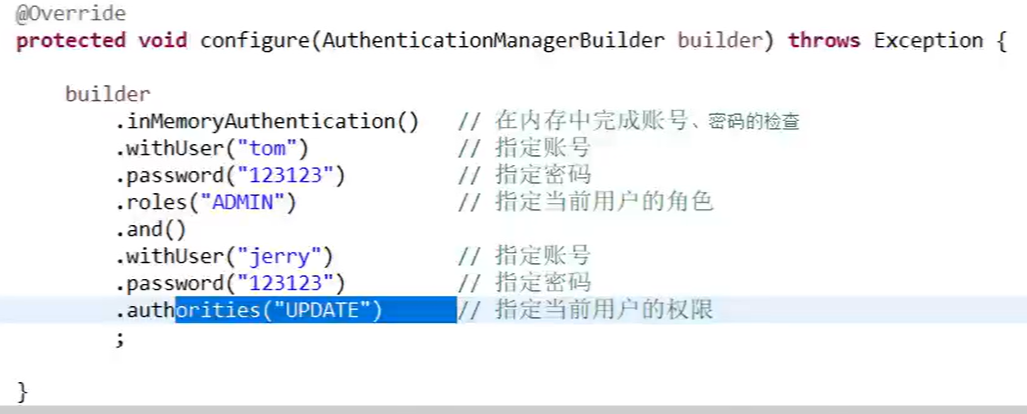 @Override
protected void configure(AuthenticationManagerBuilder builder) throws Exception {
builder
.inMemoryAuthentication() // 在内存中完成账号、密码的检查
.withUser("tom") // 指定账号
.password("123123") // 指定密码
.roles("ADMIN") // 指定当前用户的角色
.and()
.withUser("jerry") // 指定账号
.password("123123") // 指定密码
.authorities("UPDATE") // 指定当前用户的权限
;
}